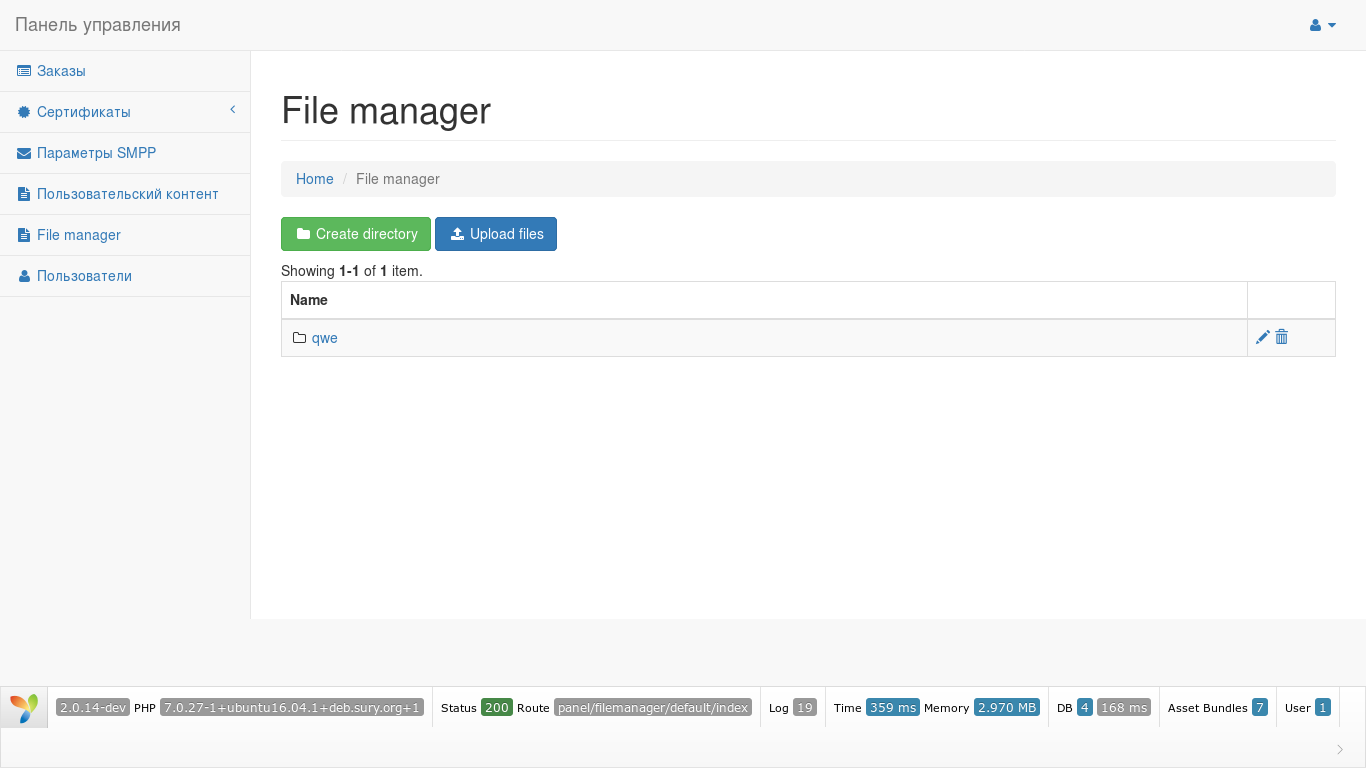 Панель управления
Заказы
Сертификаты
Параметры SMPP
Пользовательский контент
File manager
Пользователи
File manager
Home / File manager
Create directory Upload files
Showing 1-1 of 1 item.
Name
qwe
2.0.14-dev PHP 7.0.27-1+ubuntu16.04.1+deb.sury.org+1 Status 200 Route panel/filemanager/default/index Log 19 Time 359 ms Memory 2.970 MB DB 4 168 ms Asset Bundles 7 User 1